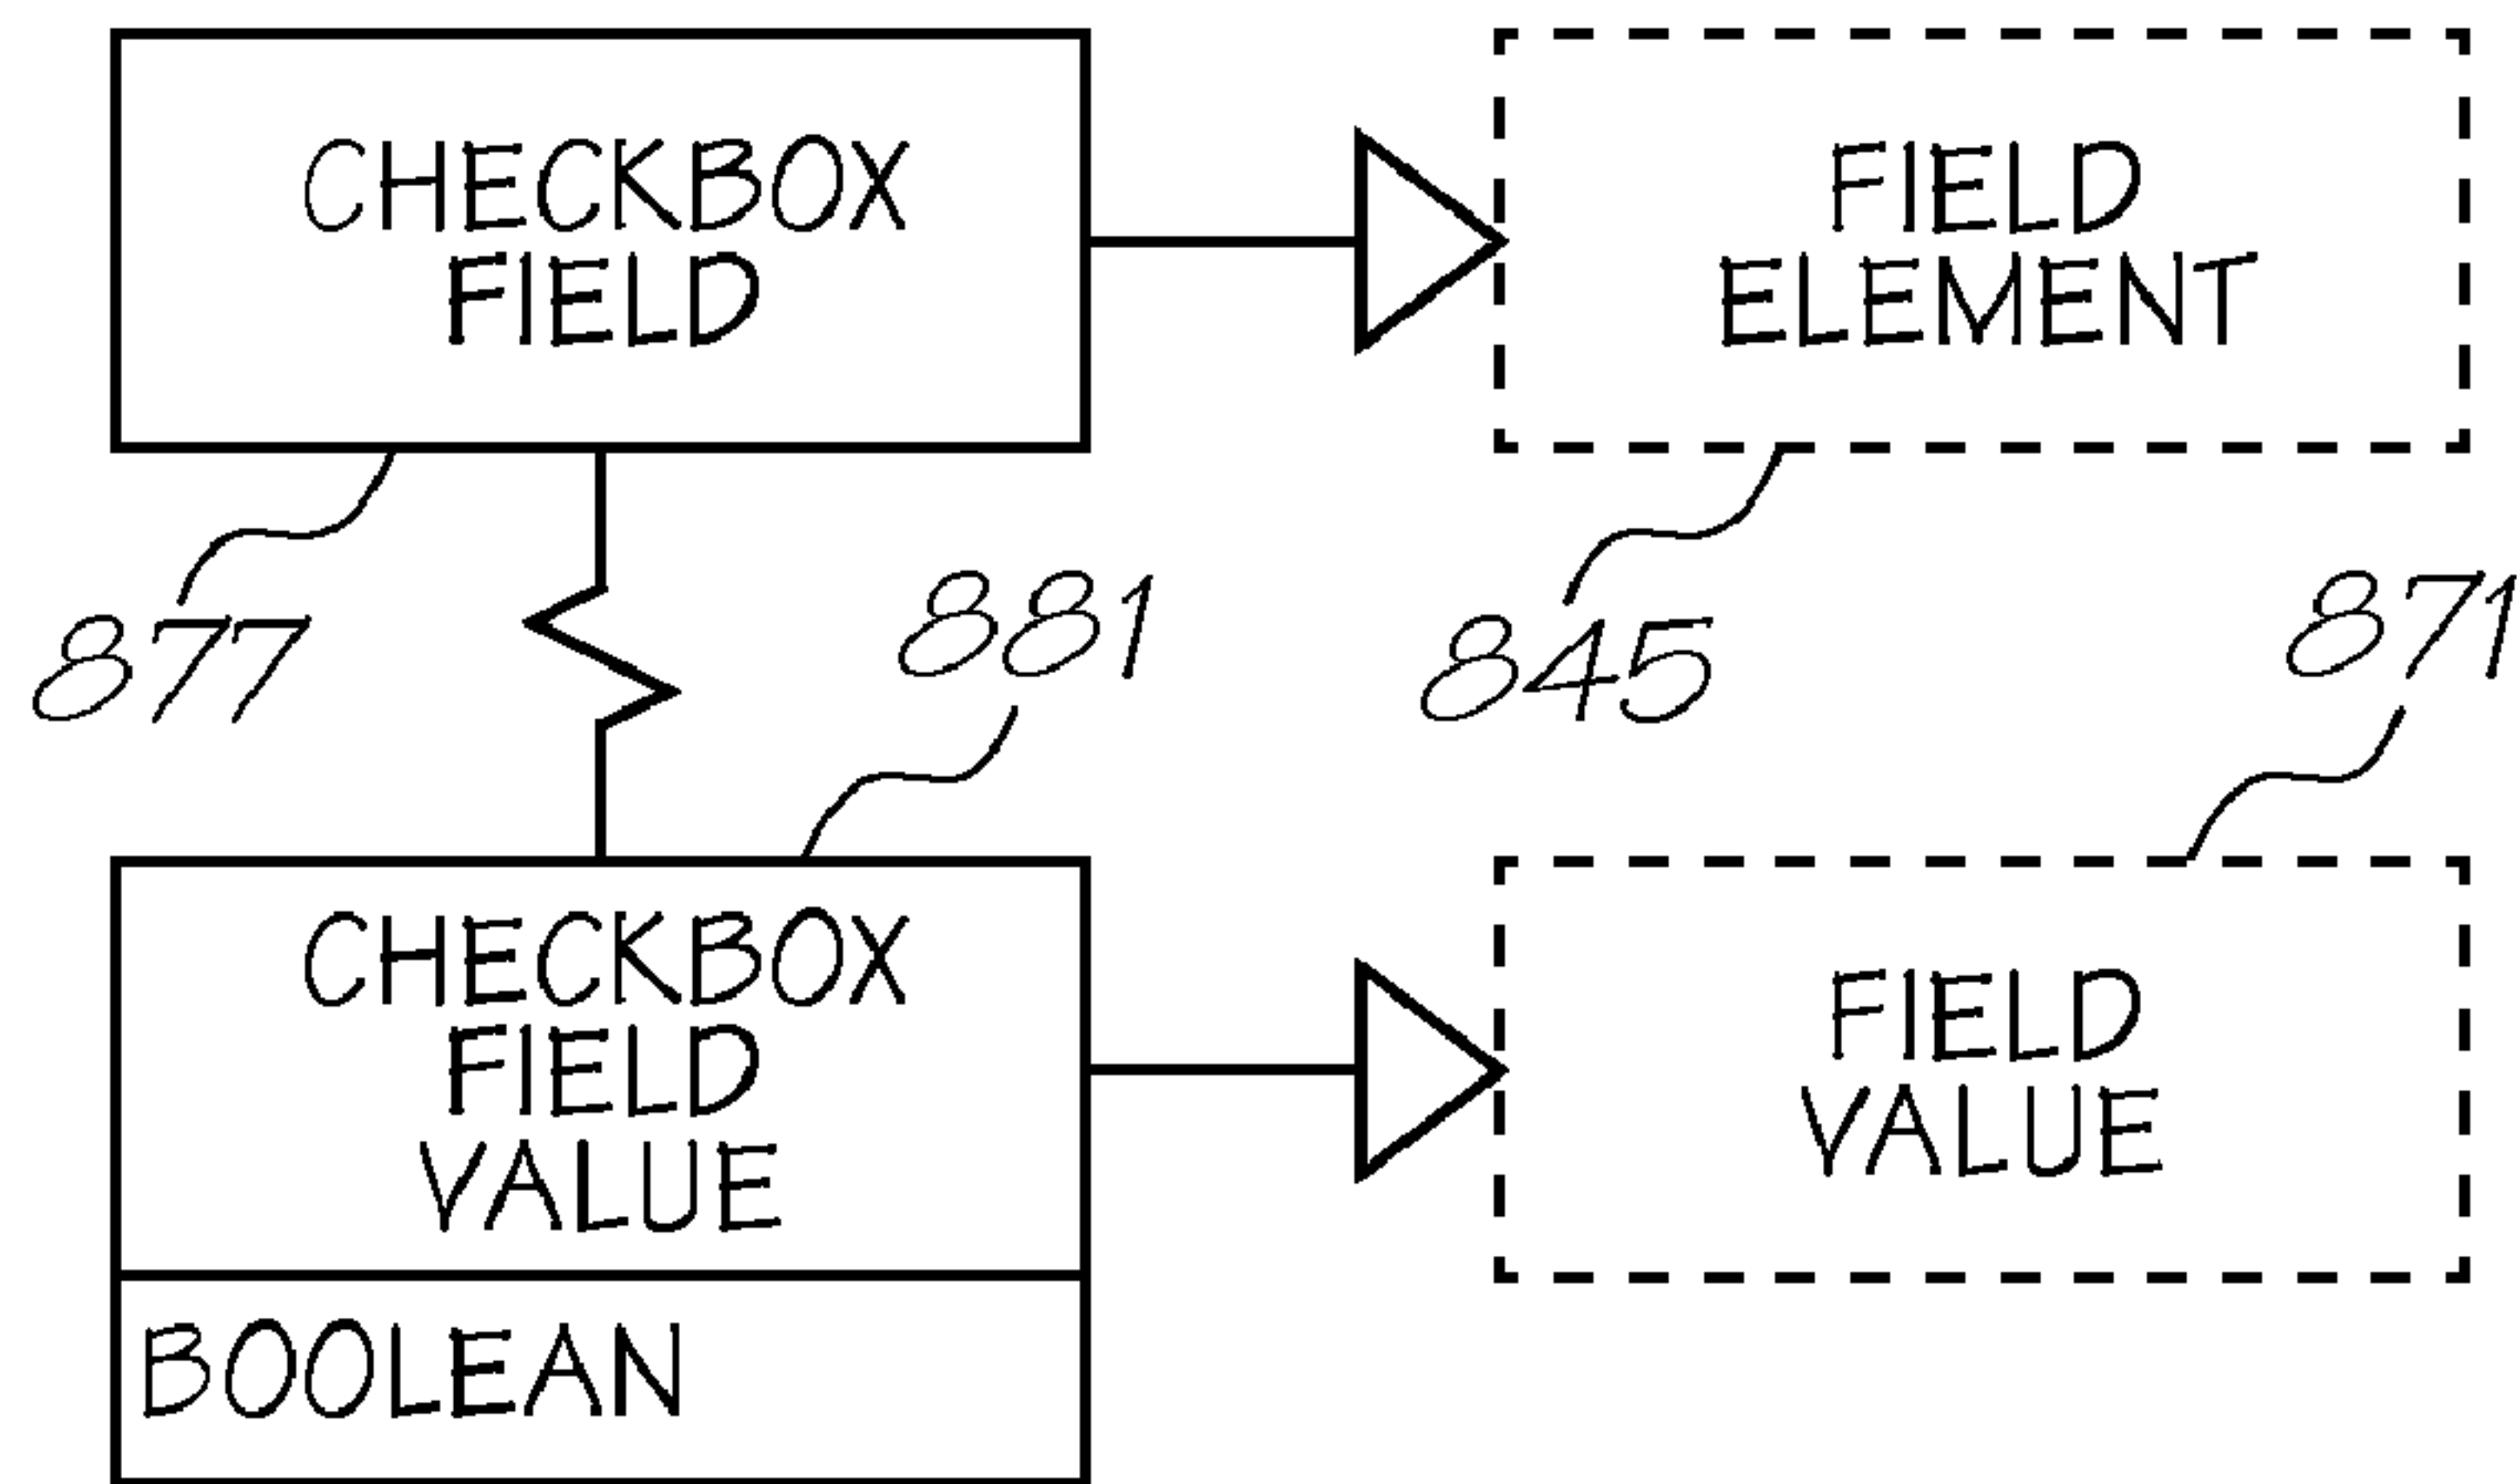 CHECKBOX
FIELD
FIELD
ELEMENT
877
881
845
871
CHECKBOX
FIELD
VALUE
FIELD
VALUE
BOOLEAN